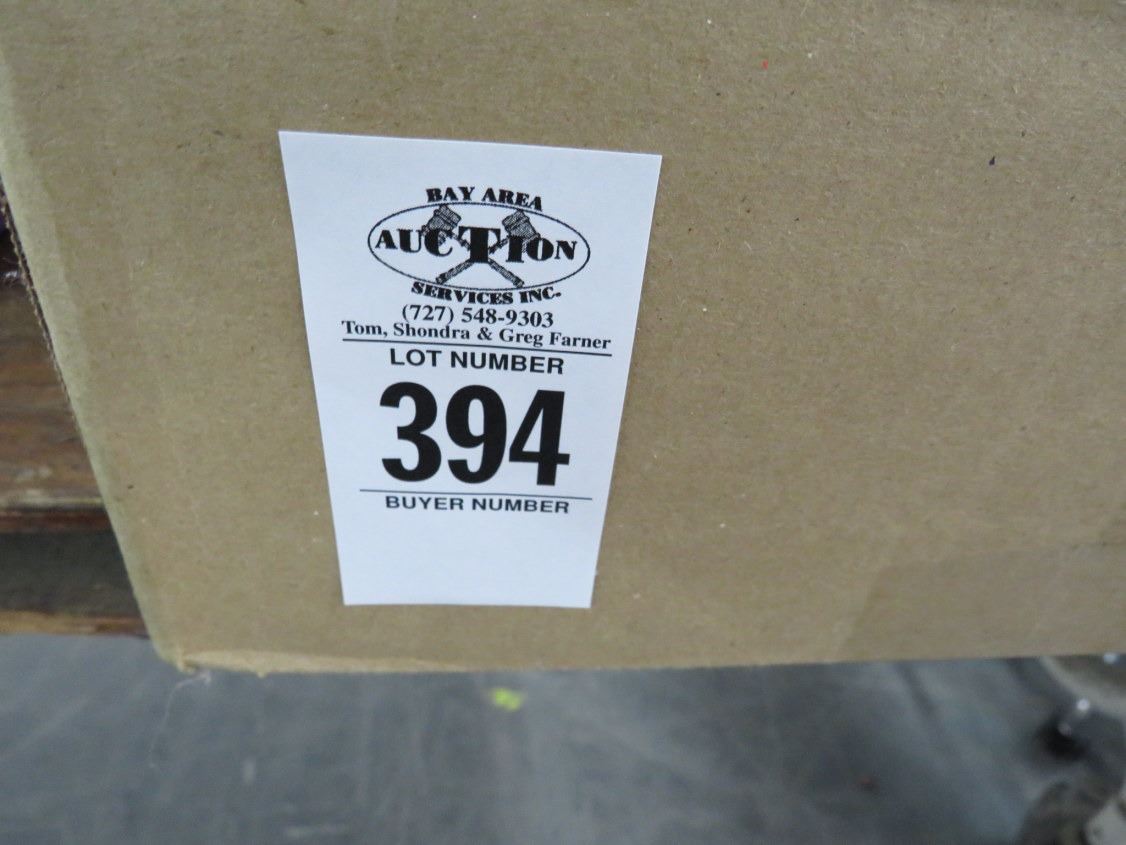 BAY AREA
AUCTION
SERVICES INC.
(727) 548-9303
Tom, Shondra & Greg Farner
LOT NUMBER
394
BUYER NUMBER